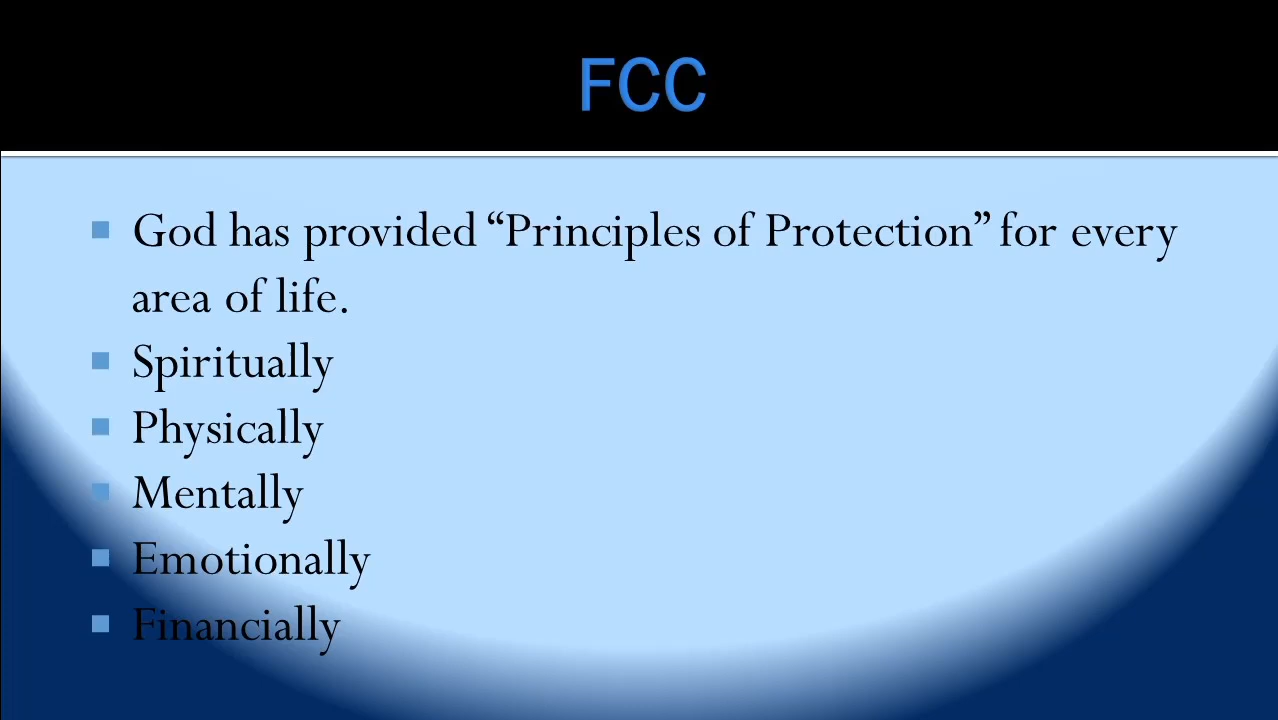 FCC
God has provided “Principles of Protection” for every
area of life.
Spiritually
Physically
Mentally
Emotionally
Financially